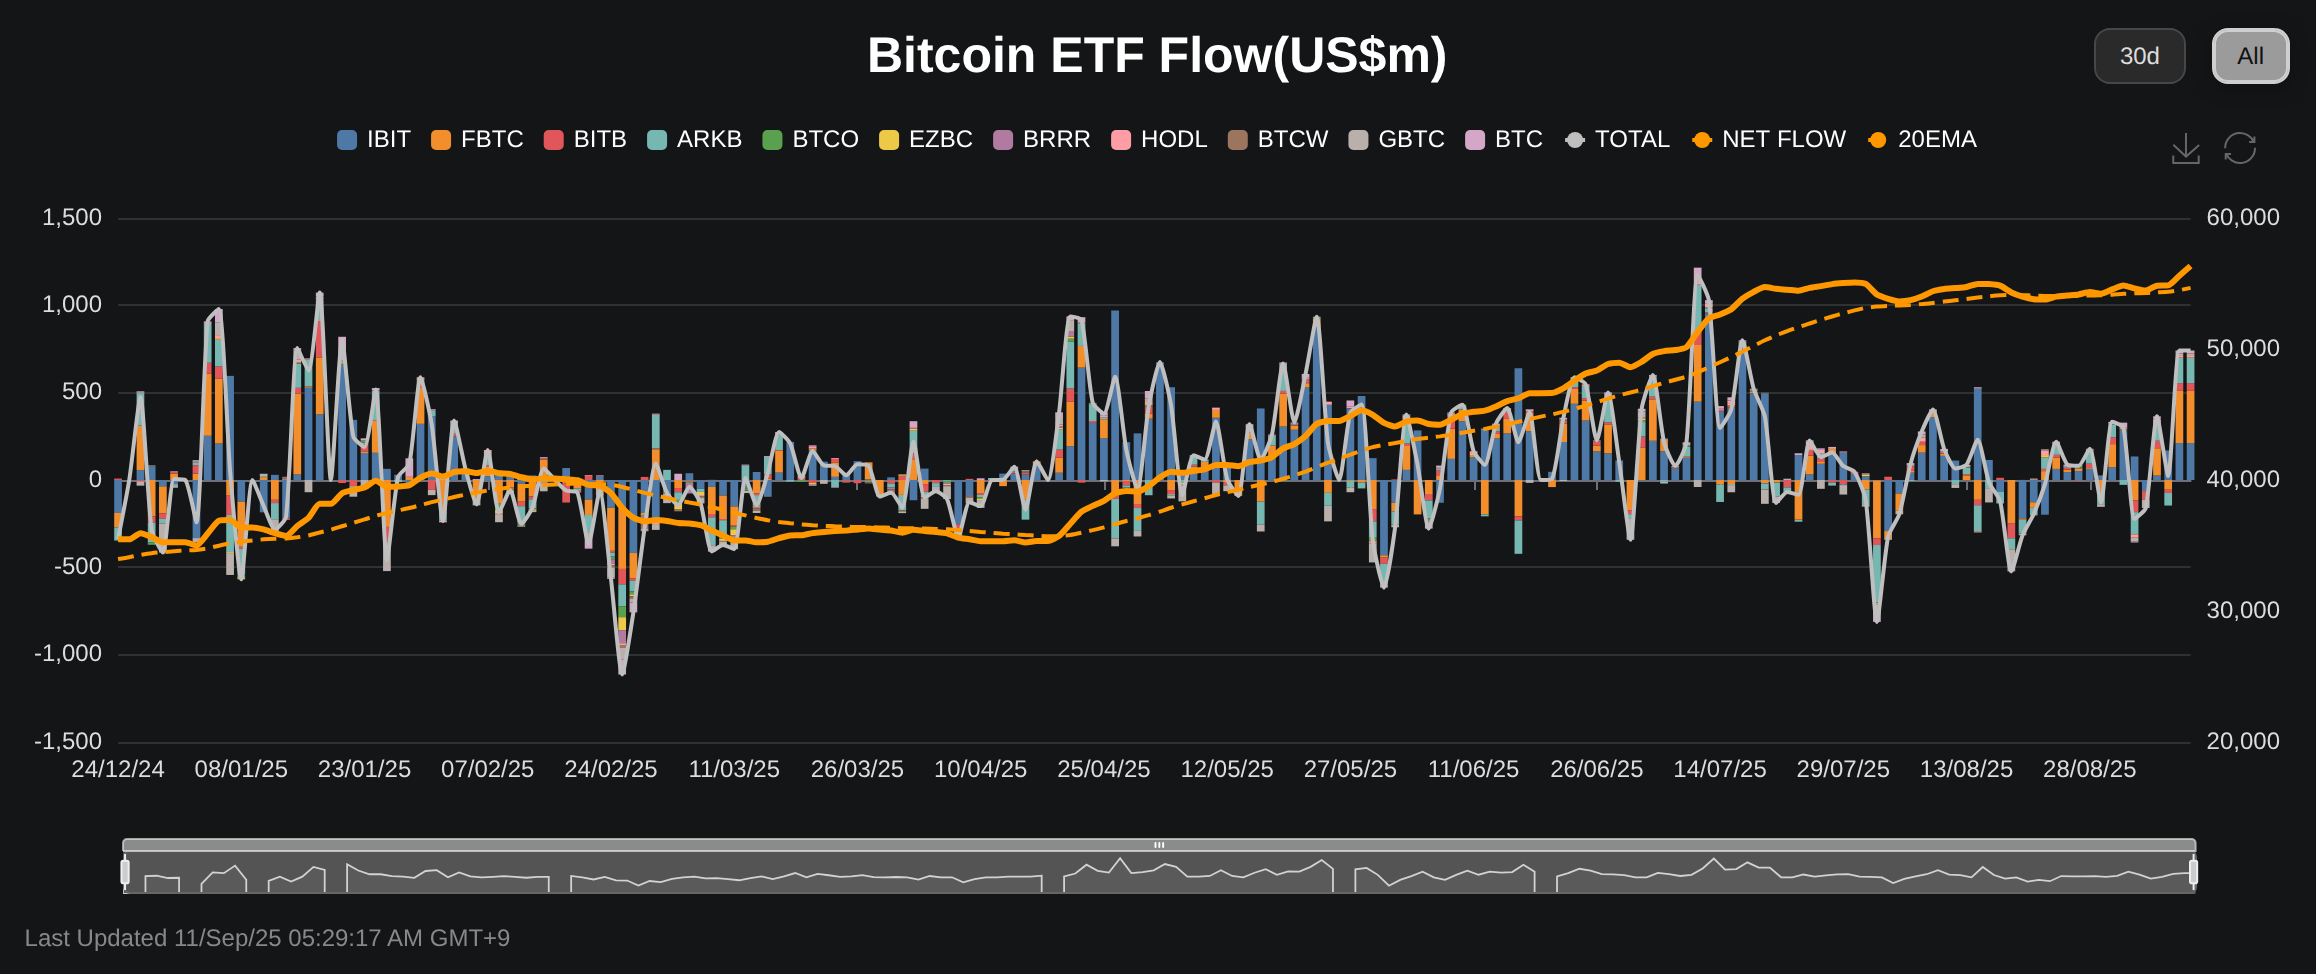 Bitcoin ETF Flow(US$m)
30d
All
IBIT FBTC BITB ARKB BTCO EZBC BRRR HODL BTCW GBTC BTC TOTAL NET FLOW 20EMA
1,500 60,000
1,000 50,000
500
0 40,000
-500
-1,000 30,000
-1,500 20,000
24/12/24 08/01/25 23/01/25 07/02/25 24/02/25 11/03/25 26/03/25 10/04/25 25/04/25 12/05/25 27/05/25 11/06/25 26/06/25 14/07/25 29/07/25 13/08/25 28/08/25
Last Updated 11/Sep/25 05:29:17 AM GMT+9